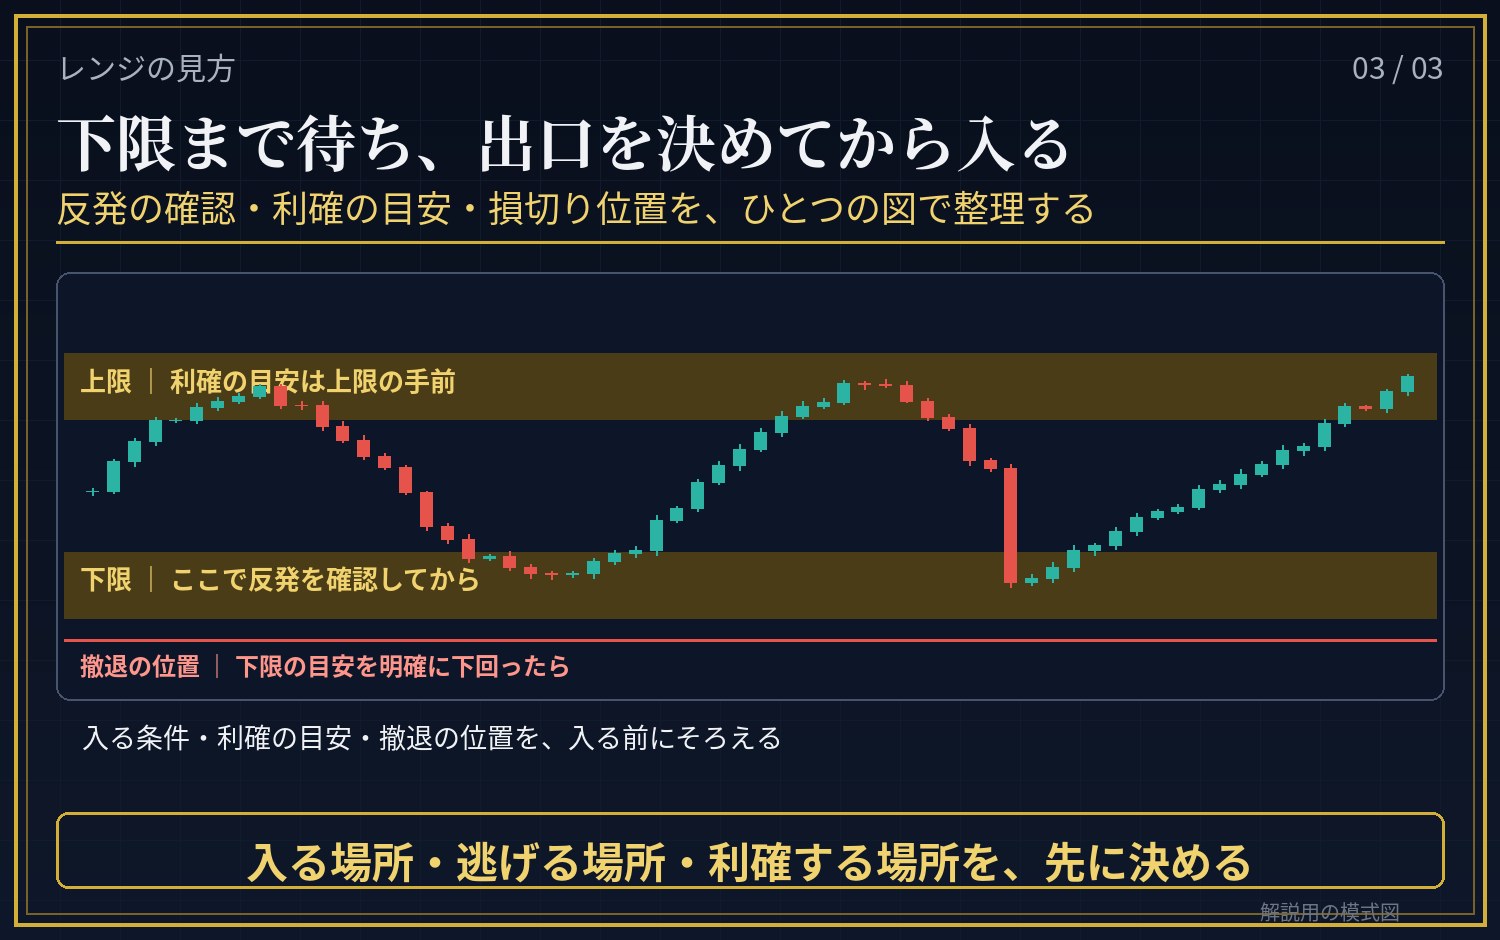 レンジの見方
03 / 03
下限まで待ち、出口を決めてから入る
反発の確認・利確の目安・損切り位置を、ひとつの図で整理する
上限｜利確の目安は上限の手前
下限｜ここで反発を確認してから
撤退の位置｜下限の目安を明確に下回ったら
入る条件・利確の目安・撤退の位置を、入る前にそろえる
入る場所・逃げる場所・利確する場所を、先に決める
解説用の模式図